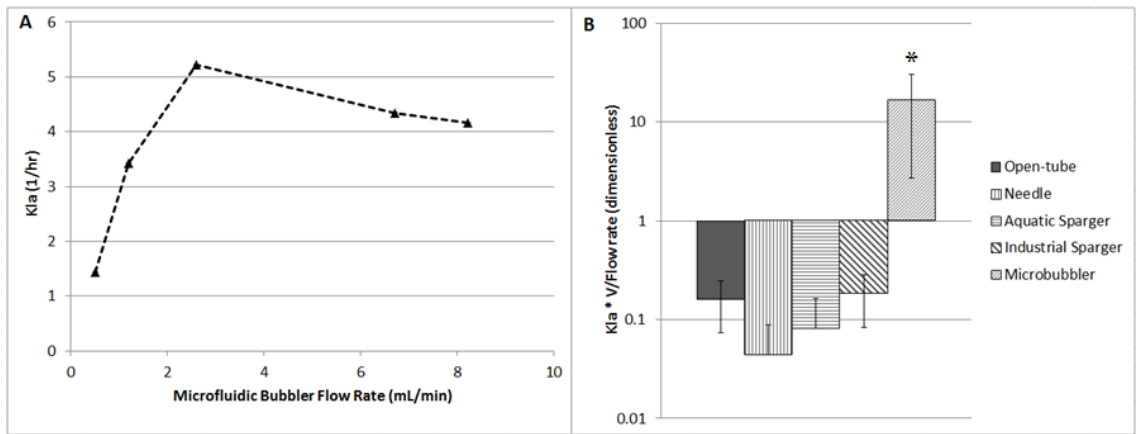 A
6
5
4
3
2
1
0
Kla (1/hr)
0 2 4 6 8 10
Microfluidic Bubbler Flow Rate (mL/min)
B
100
10
1
0.1
0.01
Kla * V/Flow rate (dimensionless)
*
Open-tube
Needle
Aquatic Sparger
Industrial Sparger
Microbubbler